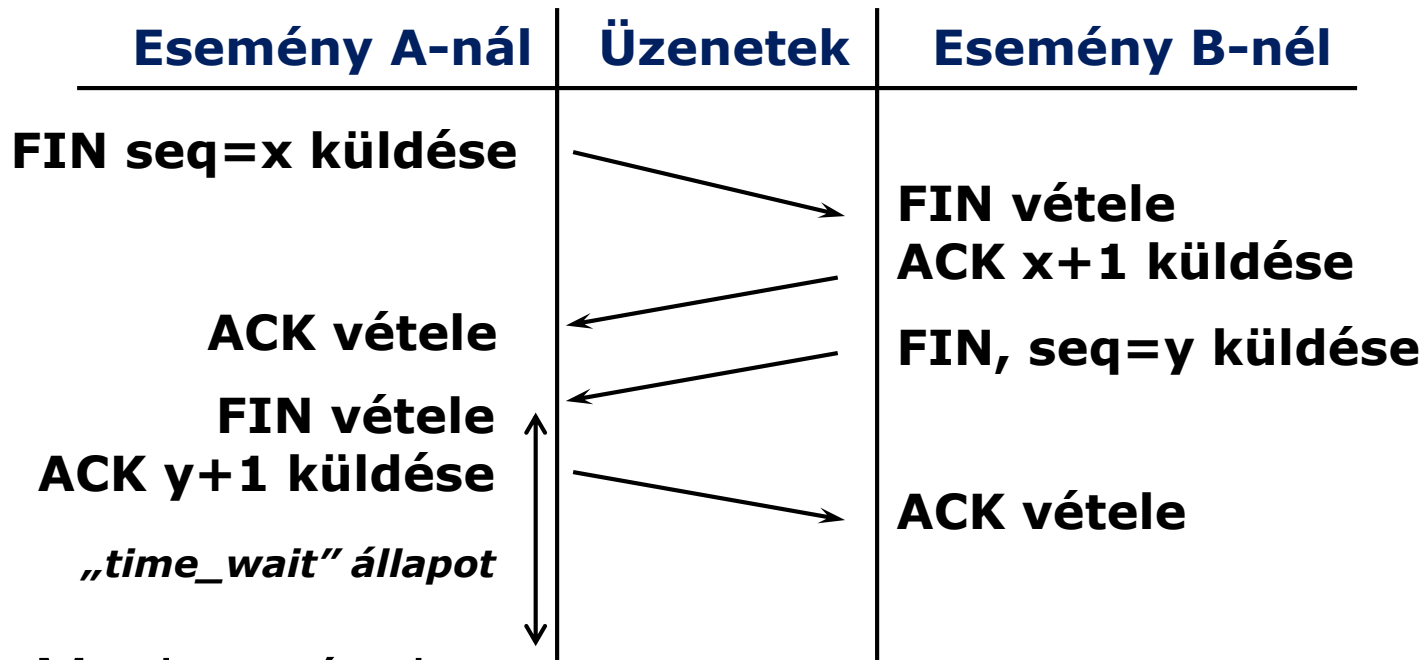 Esemény A-nál Üzenetek Esemény B-nél
FIN seq=x küldése
FIN vétele
ACK x+1 küldése
ACK vétele
FIN, seq=y küldése
FIN vétele
ACK y+1 küldése
ACK vétele
„time_wait” állapot